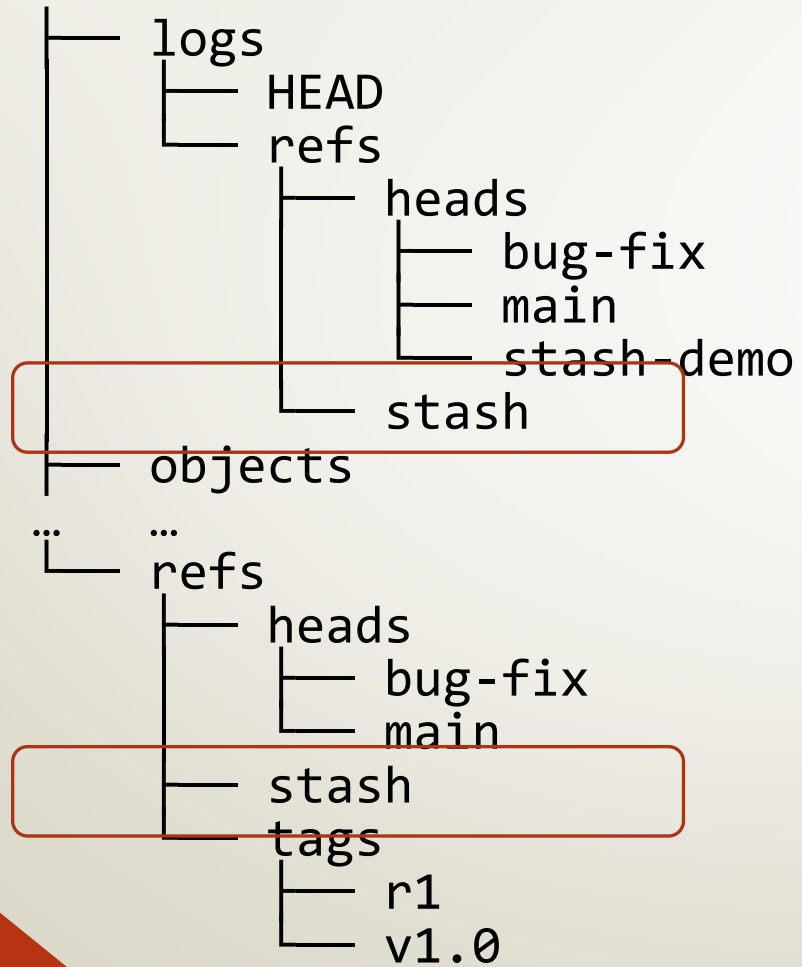 logs
HEAD
refs
heads
bug-fix
main
stash-demo
stash
objects
… …
refs
heads
bug-fix
main
stash
tags
r1
v1.0